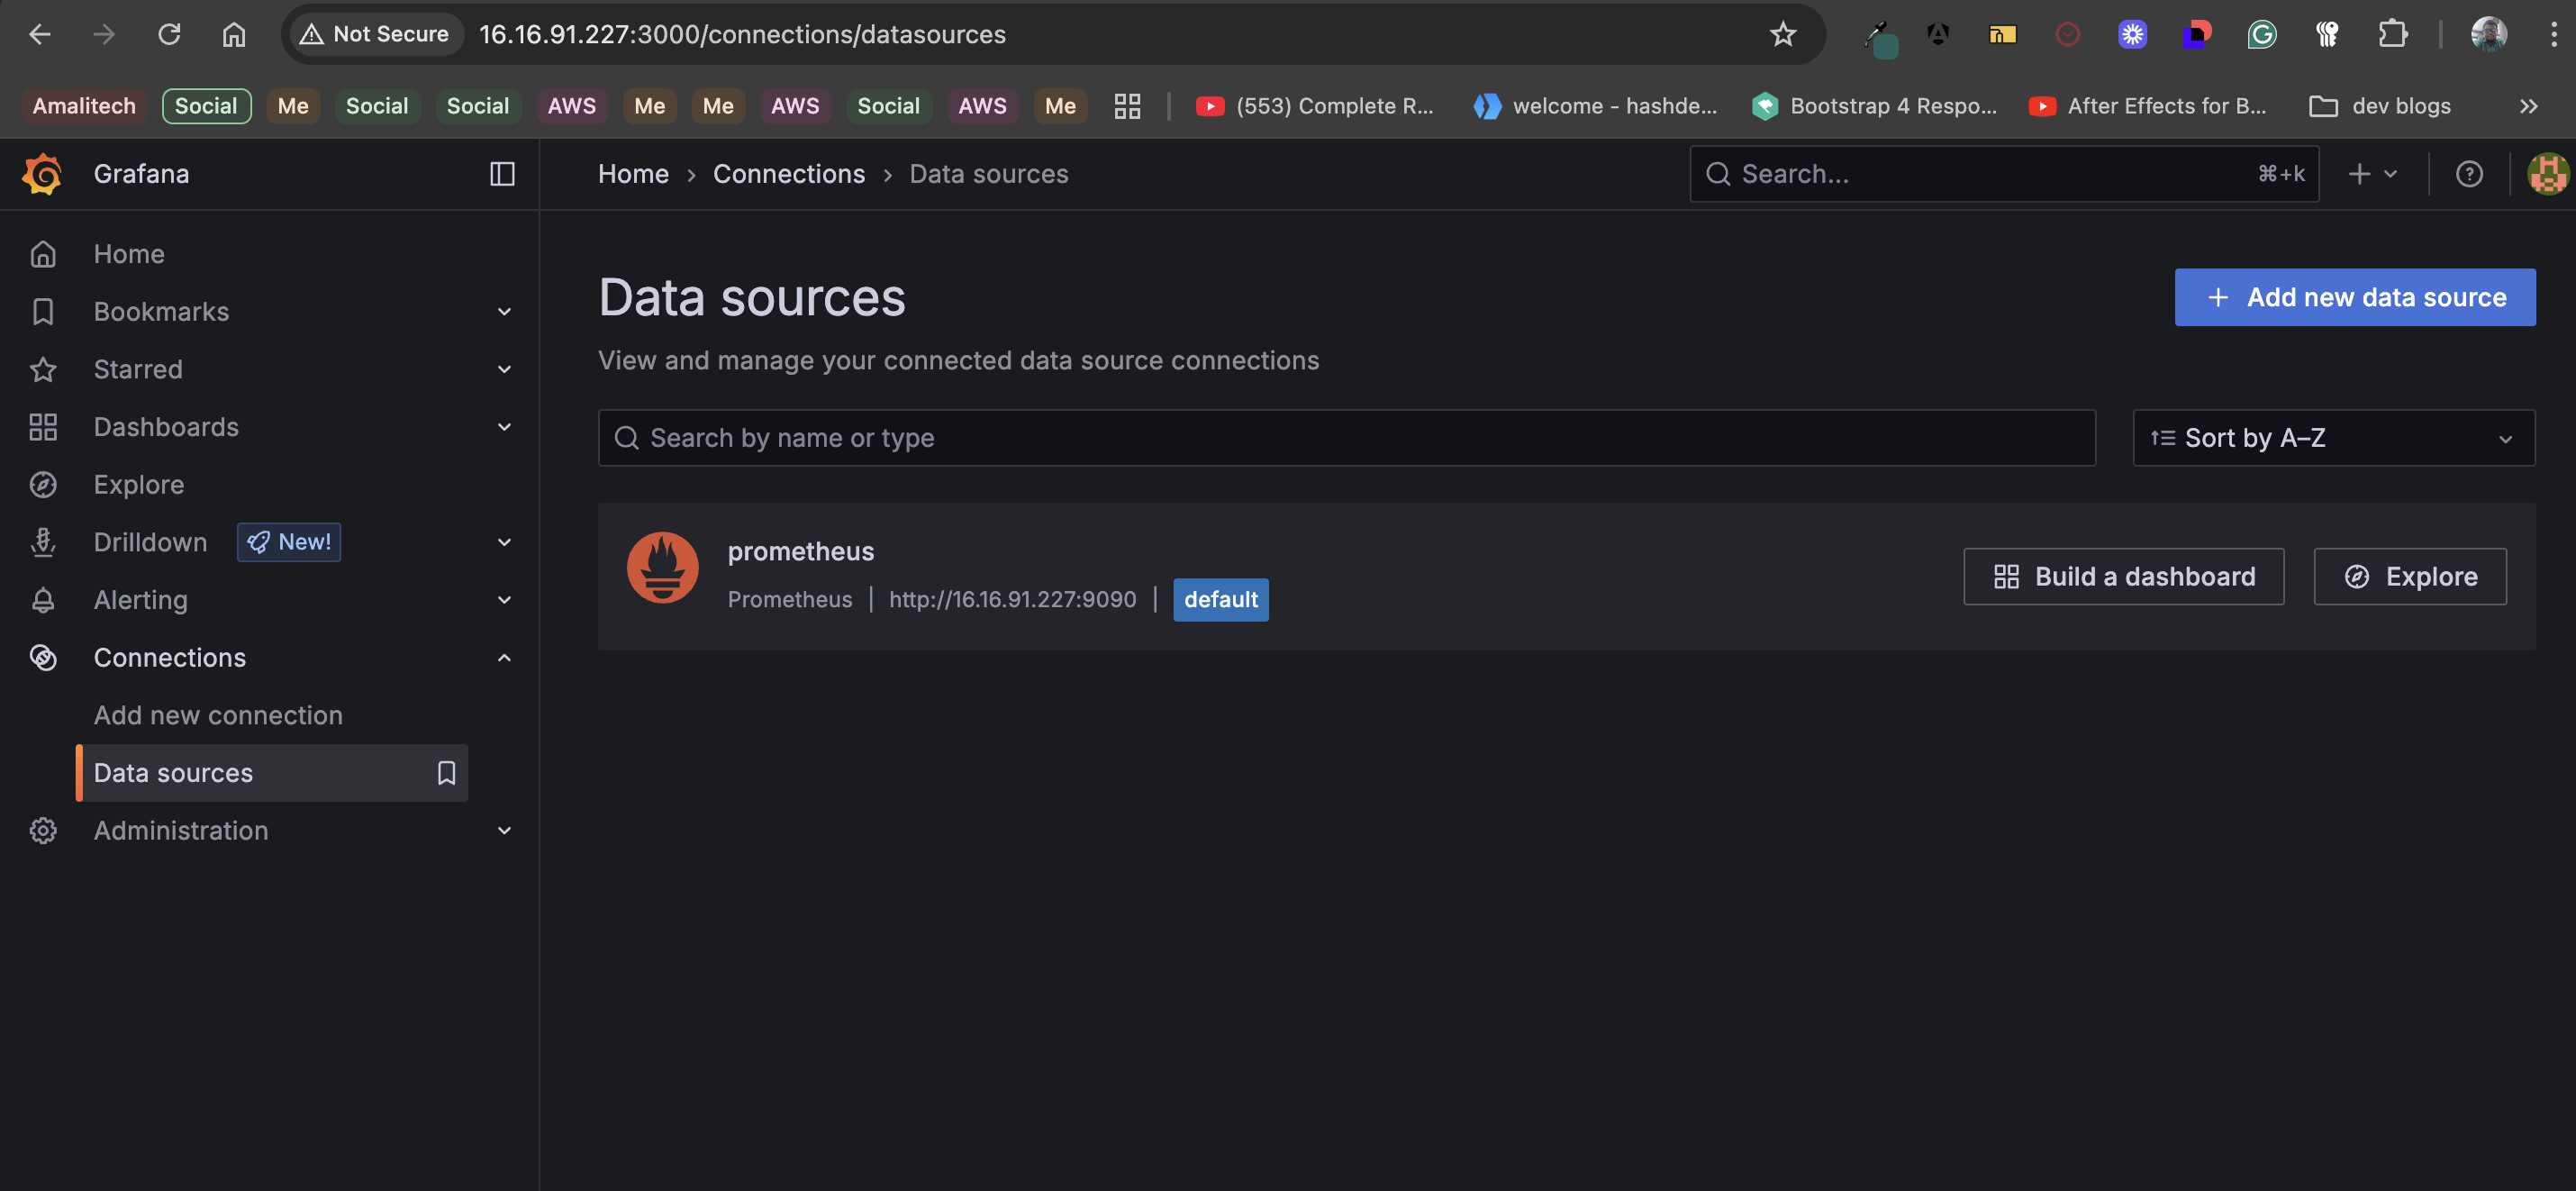 Not Secure 16.16.91.227:3000/connections/datasources
Amalitech Social Me Social Social AWS Me Me AWS Social AWS Me (553) Complete R... welcome - hashde... Bootstrap 4 Respo... After Effects for B... dev blogs
Grafana
Home › Connections › Data sources
Search... ⌘+k
Home
Bookmarks
Starred
Dashboards
Explore
Drilldown New!
Alerting
Connections
Add new connection
Data sources
Administration
Data sources
+ Add new data source
View and manage your connected data source connections
Search by name or type
Sort by A–Z
prometheus
Prometheus | http://16.16.91.227:9090 | default
Build a dashboard
Explore